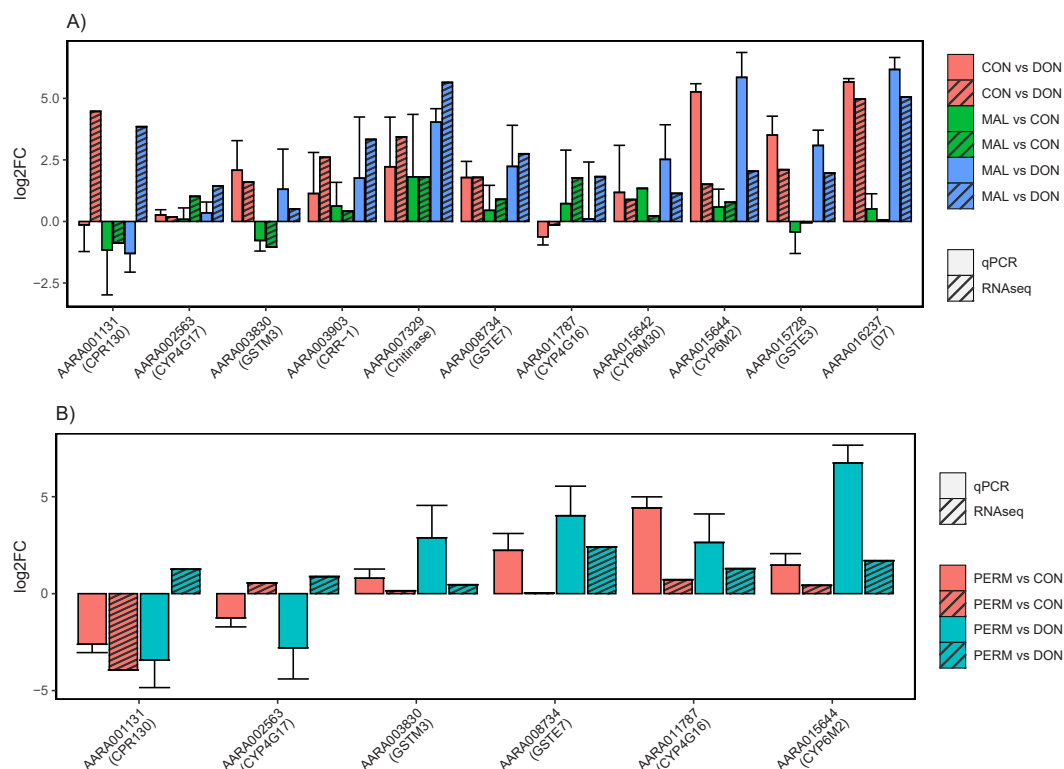 A)
log2FC
5.0
2.5
0.0
−2.5
AARA001131
(CPR130)
AARA002563
(CYP4G17)
AARA003830
(GSTM3)
AARA003903
(CRR−1)
AARA007329
(Chitinase)
AARA008734
(GSTE7)
AARA011787
(CYP4G16)
AARA015642
(CYP6M30)
AARA015644
(CYP6M2)
AARA015728
(GSTE3)
AARA016237
(D7)
CON vs DON
CON vs DON
MAL vs CON
MAL vs CON
MAL vs DON
MAL vs DON
qPCR
RNAseq
B)
log2FC
5
0
−5
AARA001131
(CPR130)
AARA002563
(CYP4G17)
AARA003830
(GSTM3)
AARA008734
(GSTE7)
AARA011787
(CYP4G16)
AARA015644
(CYP6M2)
qPCR
RNAseq
PERM vs CON
PERM vs CON
PERM vs DON
PERM vs DON